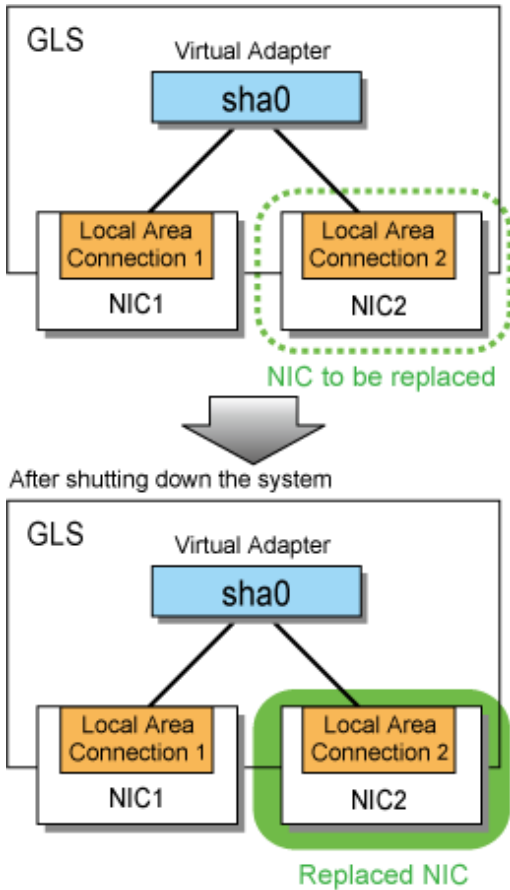 GLS
Virtual Adapter
sha0
Local Area
Connection 1
Local Area
Connection 2
NIC1
NIC2
NIC to be replaced
After shutting down the system
GLS
Virtual Adapter
sha0
Local Area
Connection 1
Local Area
Connection 2
NIC1
NIC2
Replaced NIC